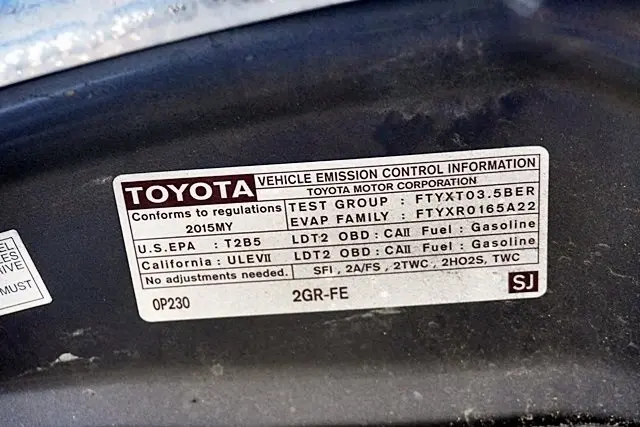 TOYOTA VEHICLE EMISSION CONTROL INFORMATION
TOYOTA MOTOR CORPORATION
Conforms to regulations
2015MY
TEST GROUP : FTYXT03.5BER
EVAP FAMILY : FTYXR0165A22
U.S.EPA : T2B5 LDT2 OBD : CAII Fuel : Gasoline
California : ULEVII LDT2 OBD : CAII Fuel : Gasoline
No adjustments needed. SFI , 2A/FS , 2TWC , 2HO2S, TWC
0P230 2GR-FE SJ
MUST